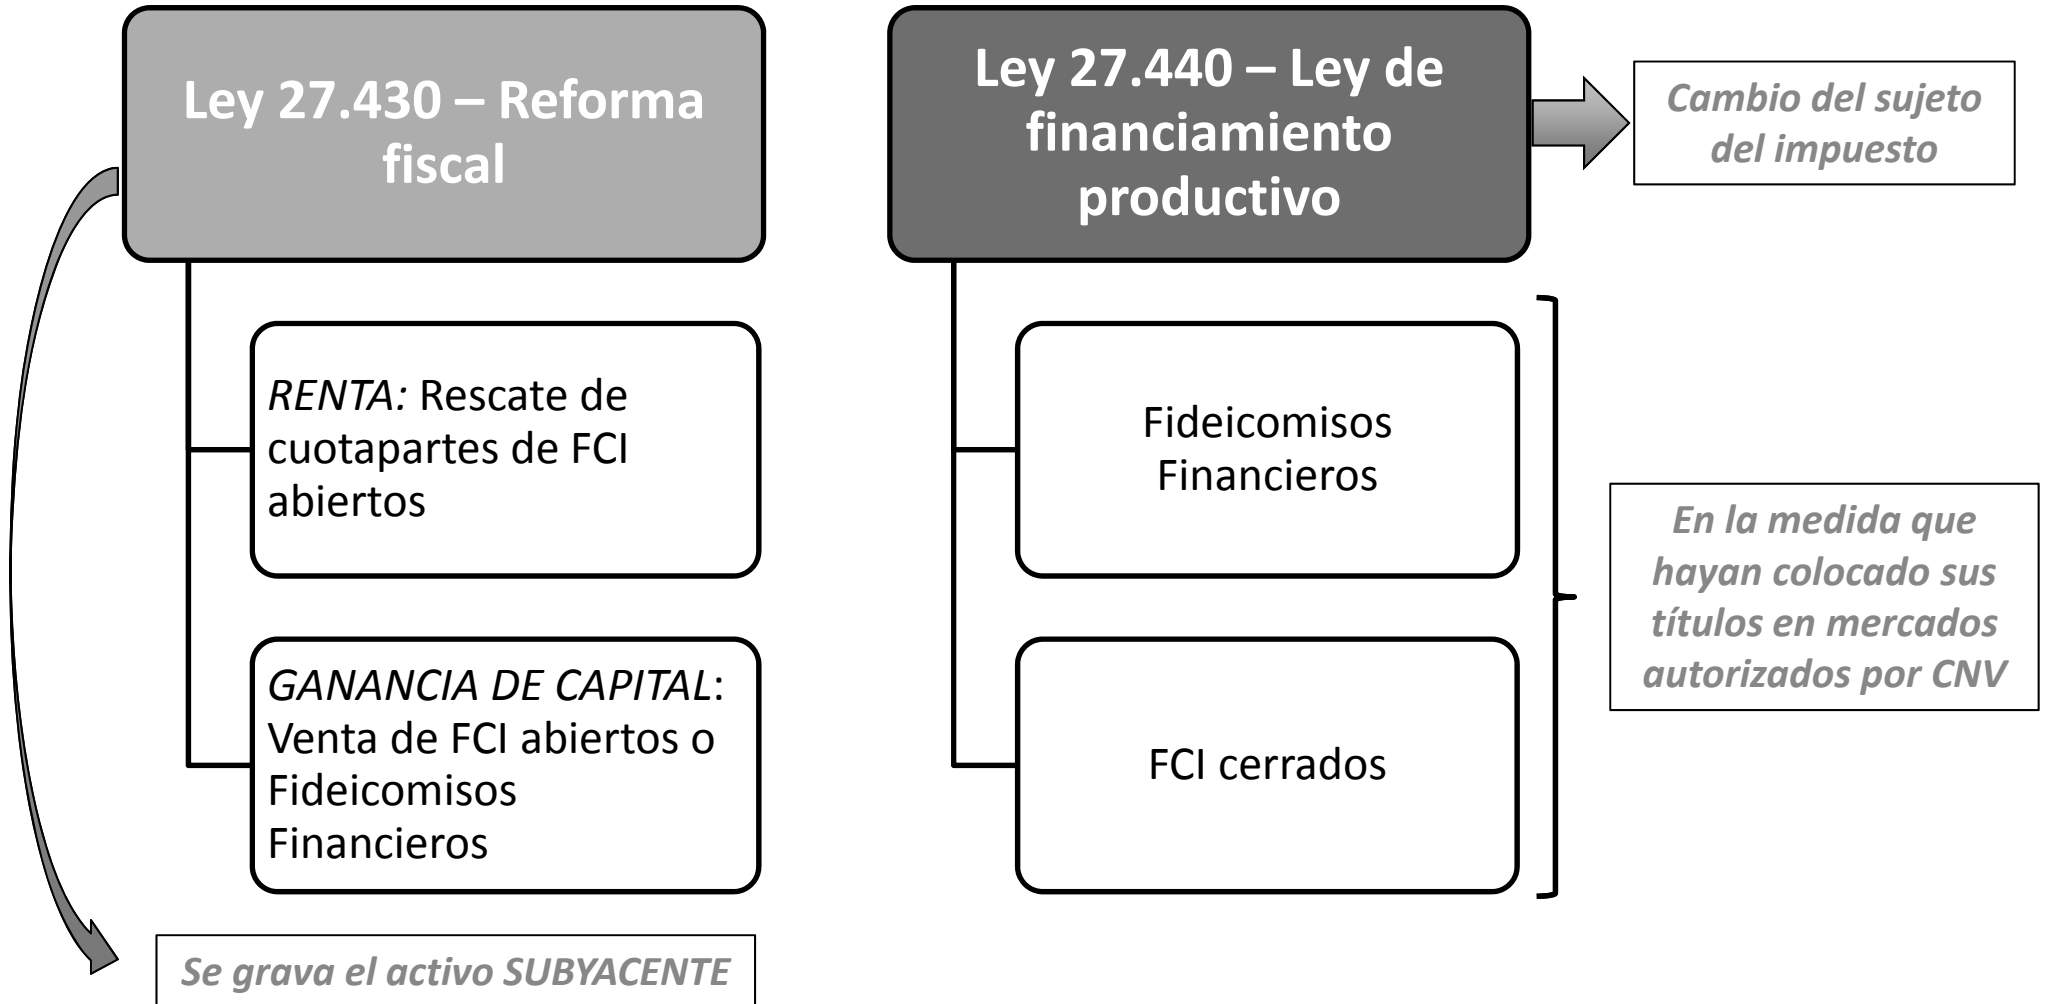 Ley 27.430 – Reforma
fiscal
RENTA: Rescate de
cuotapartes de FCI
abiertos
GANANCIA DE CAPITAL:
Venta de FCI abiertos o
Fideicomisos
Financieros
Se grava el activo SUBYACENTE
Ley 27.440 – Ley de
financiamiento
productivo
Cambio del sujeto
del impuesto
Fideicomisos
Financieros
FCI cerrados
En la medida que
hayan colocado sus
títulos en mercados
autorizados por CNV